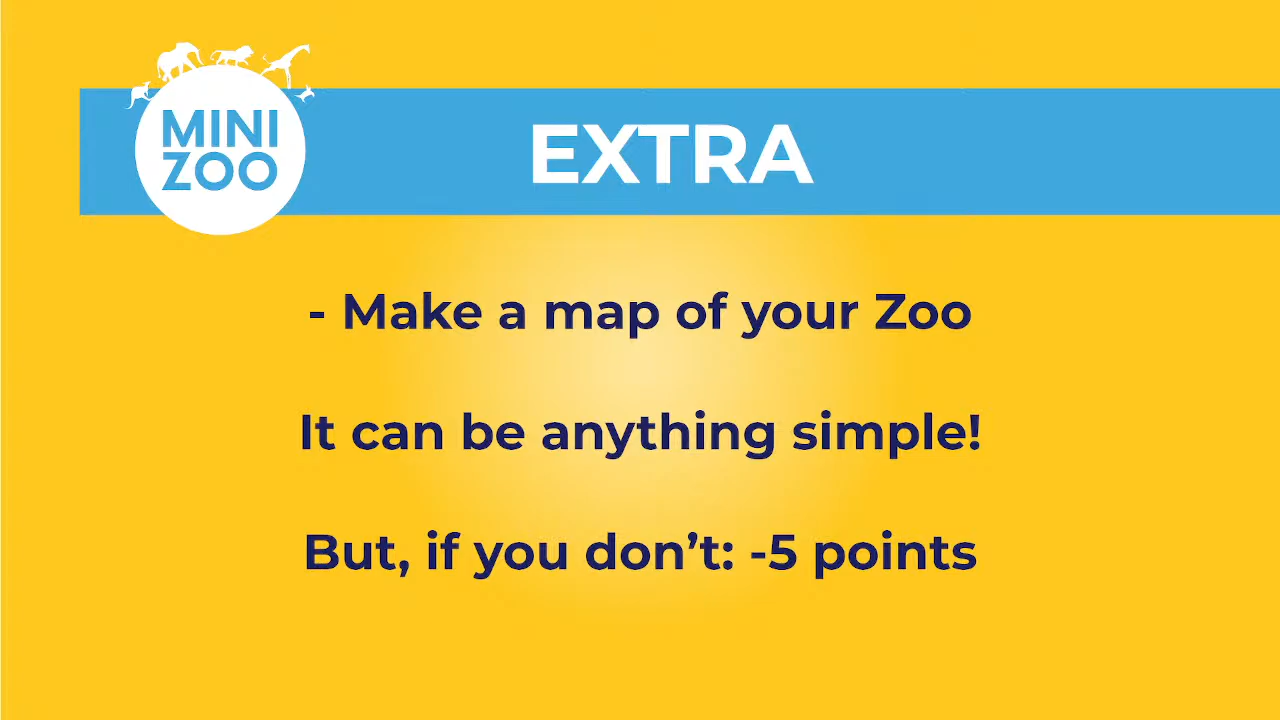 MINI
ZOO
EXTRA
- Make a map of your Zoo
It can be anything simple!
But, if you don’t: -5 points